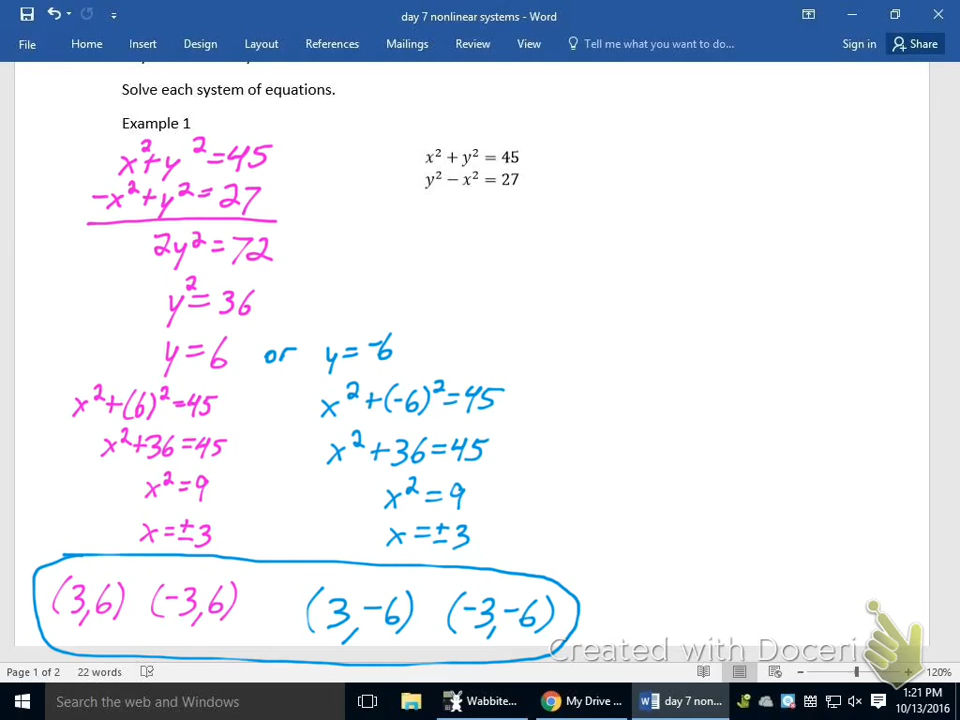 day 7 nonlinear systems - Word
File Home Insert Design Layout References Mailings Review View Tell me what you want to do... Sign in Share
Solve each system of equations.
Example 1
x² + y² = 45
y² − x² = 27
x²+y²=45
-x²+y²=27
2y²=72
y²=36
y=6 or y=-6
x²+(6)²=45
x²+36=45
x²=9
x=±3
x²+(-6)²=45
x²+36=45
x²=9
x=±3
(3,6) (-3,6) (3,-6) (-3,-6)
Created with Doceri
Page 1 of 2 22 words 120%
Search the web and Windows
Wabbite...
My Drive ...
day 7 non...
1:21 PM
10/13/2016